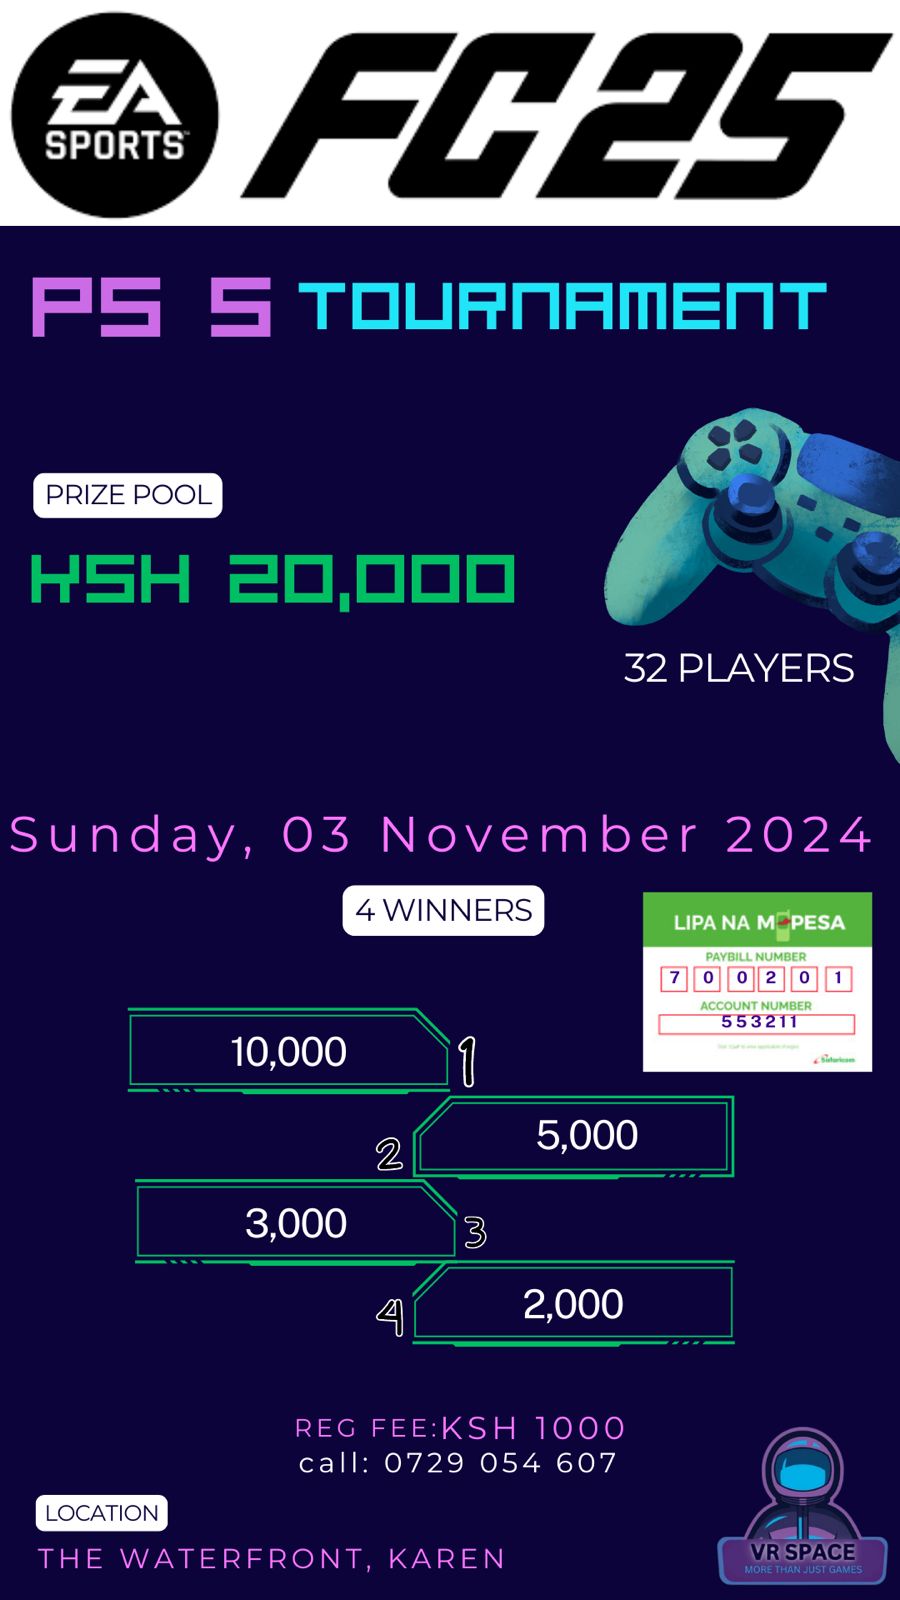 EA
SPORTS™
FC25
PS 5 TOURNAMENT
PRIZE POOL
KSH 20,000
32 PLAYERS
Sunday, 03 November 2024
4 WINNERS
LIPA NA M-PESA
PAYBILL NUMBER
7 0 0 2 0 1
ACCOUNT NUMBER
553211
Safaricom
10,000 1
2 5,000
3,000 3
4 2,000
REG FEE:KSH 1000
call: 0729 054 607
LOCATION
THE WATERFRONT, KAREN
VR SPACE
MORE THAN JUST GAMES